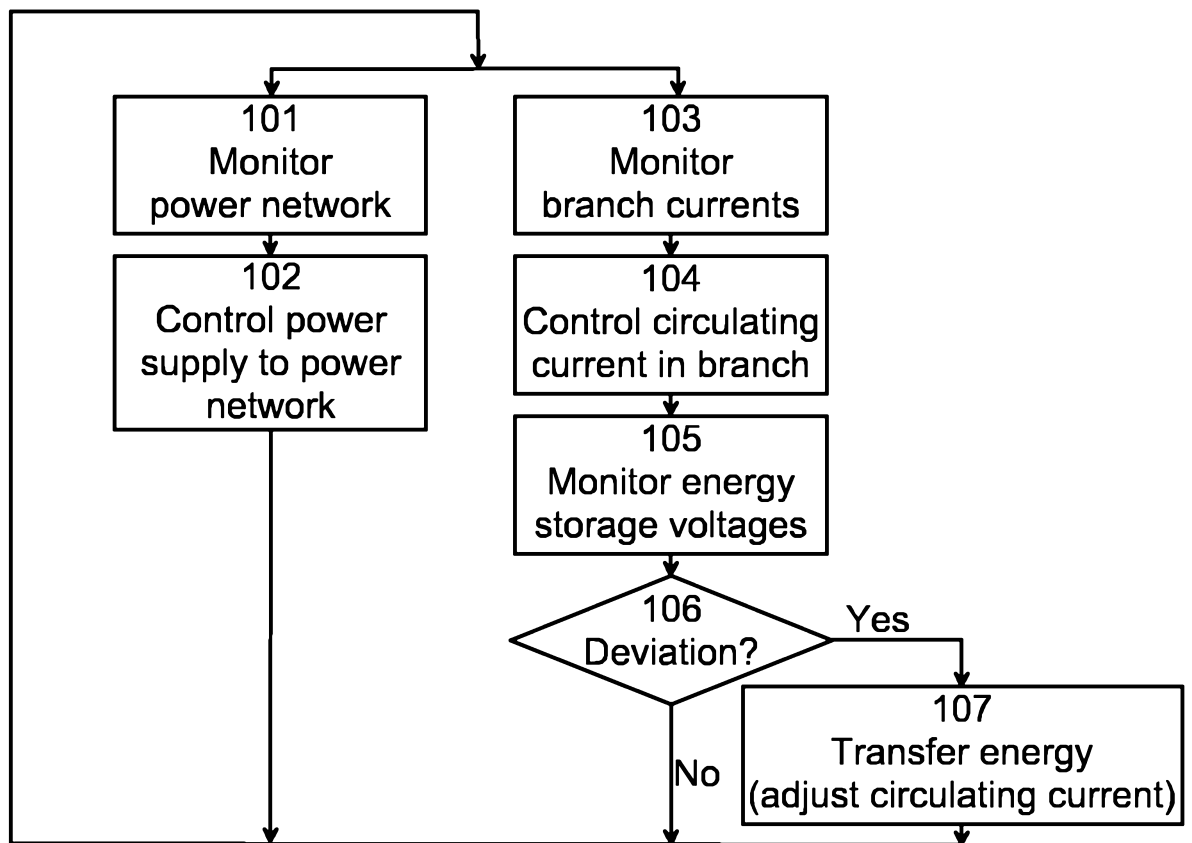 101
Monitor
power network
102
Control power
supply to power
network
103
Monitor
branch currents
104
Control circulating
current in branch
105
Monitor energy
storage voltages
106
Deviation?
Yes
No
107
Transfer energy
(adjust circulating current)